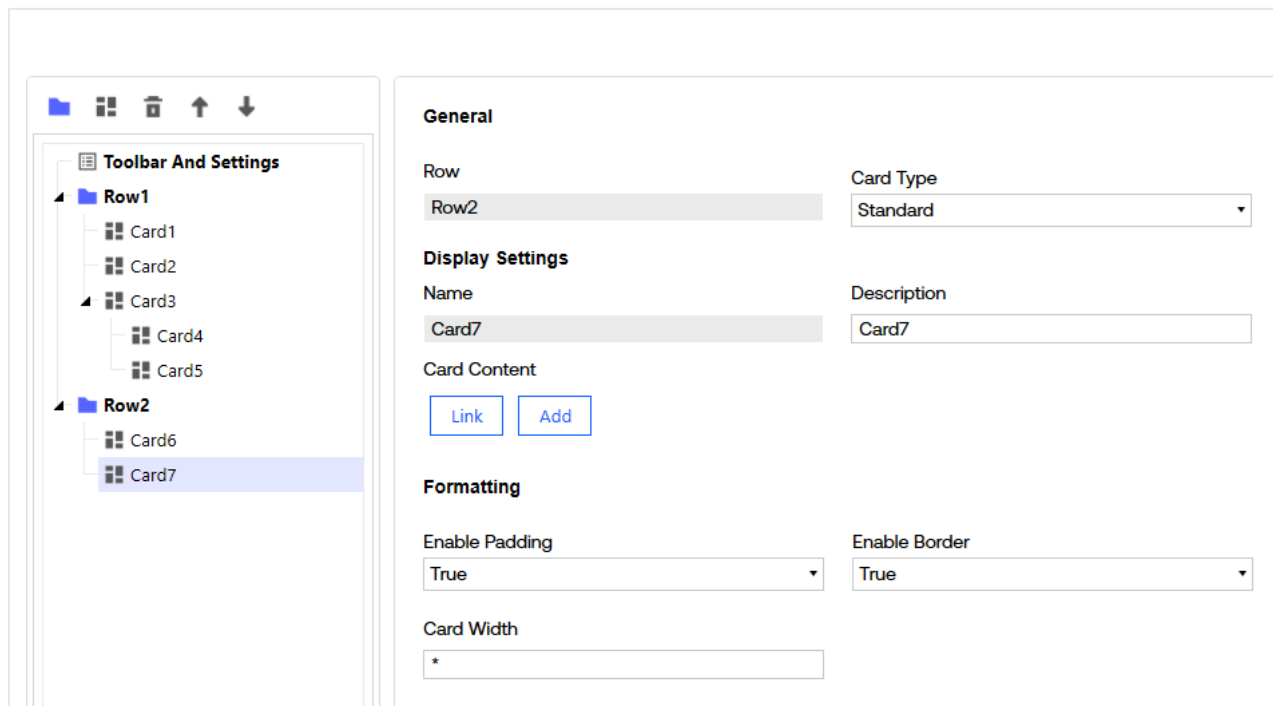 Toolbar And Settings
Row1
Card1
Card2
Card3
Card4
Card5
Row2
Card6
Card7
General
Row
Card Type
Row2
Standard
Display Settings
Name
Description
Card7
Card7
Card Content
Link
Add
Formatting
Enable Padding
Enable Border
True
True
Card Width
*